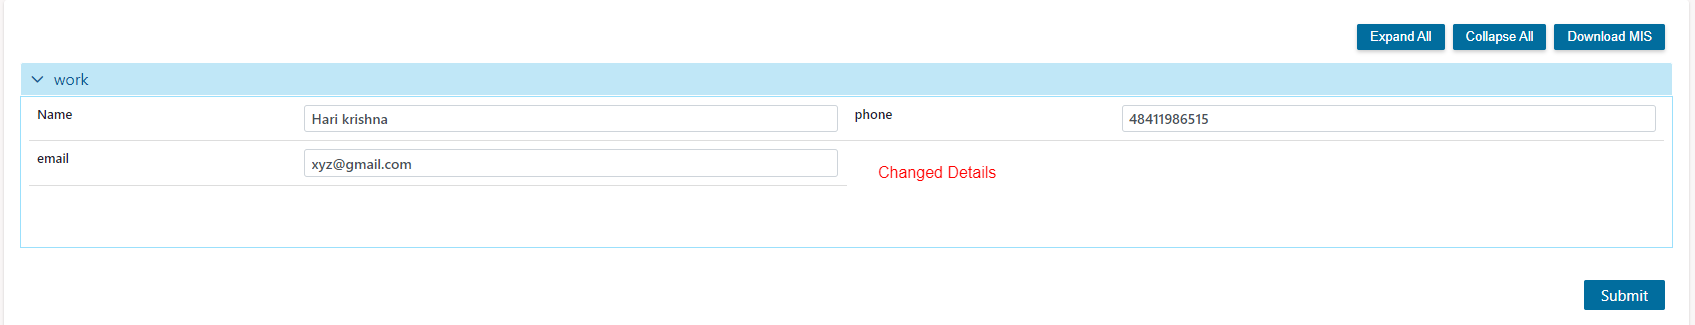 Expand All Collapse All Download MIS
work
Name Hari krishna phone 48411986515
email xyz@gmail.com
Changed Details
Submit